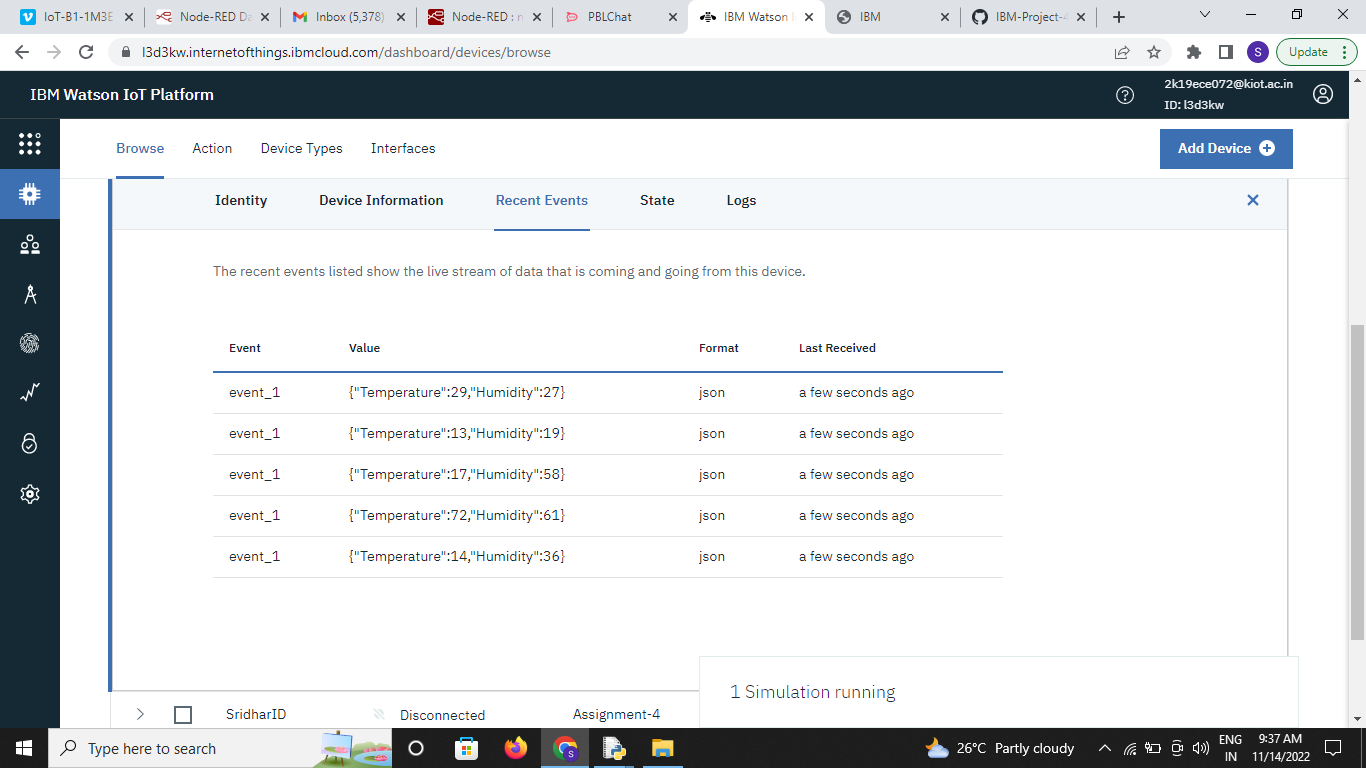 IoT-B1-1M3E
Node-RED Da
Inbox (5,378)
Node-RED : n
PBLChat
IBM Watson I
IBM
IBM-Project-4
l3d3kw.internetofthings.ibmcloud.com/dashboard/devices/browse
S
Update
IBM Watson IoT Platform
2k19ece072@kiot.ac.in
ID: l3d3kw
Browse Action Device Types Interfaces
Add Device
Identity Device Information Recent Events State Logs
The recent events listed show the live stream of data that is coming and going from this device.
Event Value Format Last Received
event_1 {"Temperature":29,"Humidity":27} json a few seconds ago
event_1 {"Temperature":13,"Humidity":19} json a few seconds ago
event_1 {"Temperature":17,"Humidity":58} json a few seconds ago
event_1 {"Temperature":72,"Humidity":61} json a few seconds ago
event_1 {"Temperature":14,"Humidity":36} json a few seconds ago
1 Simulation running
SridharID Disconnected Assignment-4
Type here to search
S
26°C Partly cloudy
ENG
IN
9:37 AM
11/14/2022